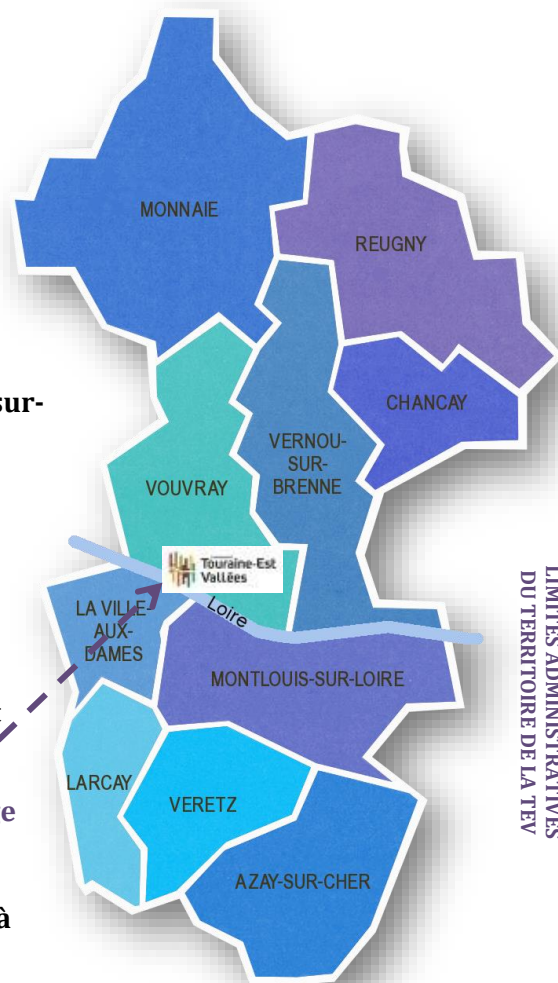 MONNAIE
REUGNY
sur-
CHANCAY
VERNOU-
SUR-
BRENNE
VOUVRAY
Touraine-Est
Vallées
Loire
LA VILLE-
AUX-
DAMES
MONTLOUIS-SUR-LOIRE
LIMITES ADMINISTRATIVES
DU TERRITOIRE DE LA TEV
LARCAY
VERETZ
e
AZAY-SUR-CHER
à